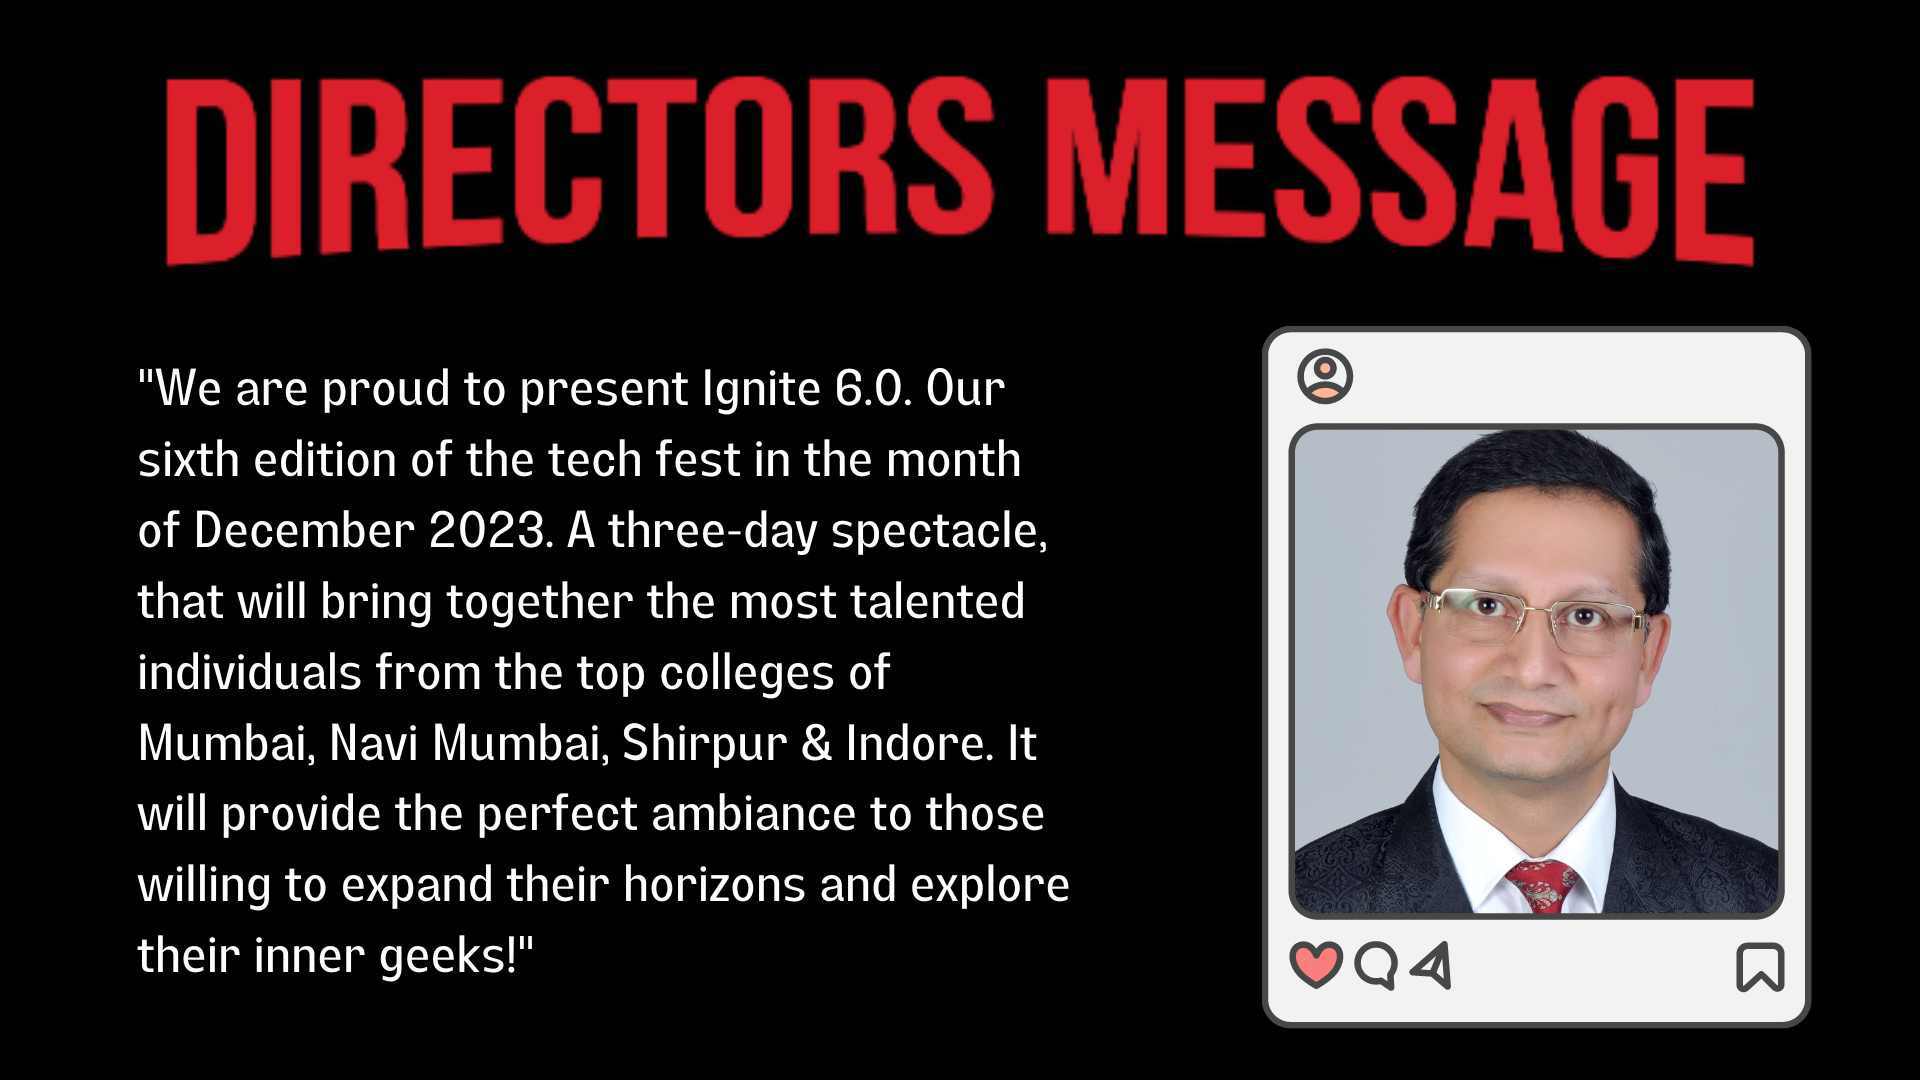 DIRECTORS MESSAGE
"We are proud to present Ignite 6.0. Our
sixth edition of the tech fest in the month
of December 2023. A three-day spectacle,
that will bring together the most talented
individuals from the top colleges of
Mumbai, Navi Mumbai, Shirpur & Indore. It
will provide the perfect ambiance to those
willing to expand their horizons and explore
their inner geeks!"